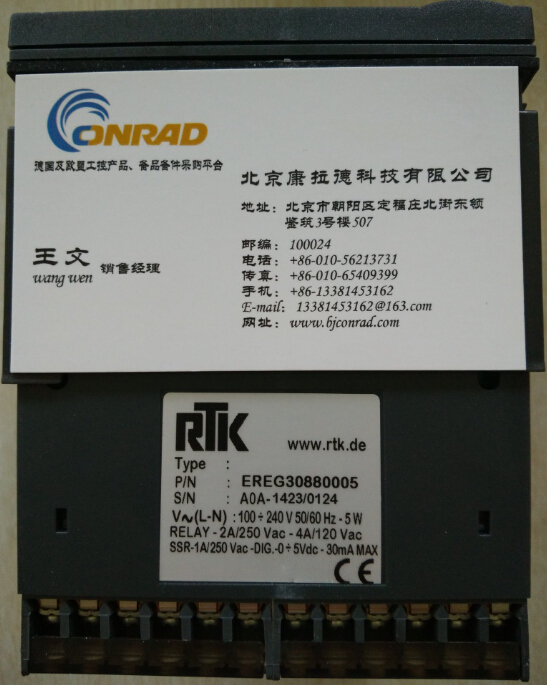 CONRAD
德国及欧盟工控产品、备品备件采购平台
王文 销售经理
wang wen
北京康拉德科技有限公司
地址：北京市朝阳区定福庄北街东领
鉴筑3号楼507
邮编：100024
电话：+86-010-56213731
传真：+86-010-65409399
手机：+86-13381453162
E-mail：13381453162@163.com
网址：www.bjconrad.com
RTK www.rtk.de
Type :
P/N : EREG30880005
S/N : A0A-1423/0124
V~(L-N) : 100 ÷ 240 V 50/60 Hz - 5 W
RELAY - 2A/250 Vac - 4A/120 Vac
SSR-1A/250 Vac -DIG.-0 ÷ 5Vdc - 30mA MAX
CE